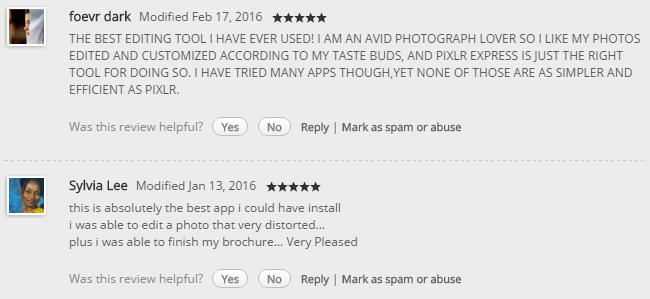 foevr dark Modified Feb 17, 2016 ★★★★★
THE BEST EDITING TOOL I HAVE EVER USED! I AM AN AVID PHOTOGRAPH LOVER SO I LIKE MY PHOTOS
EDITED AND CUSTOMIZED ACCORDING TO MY TASTE BUDS, AND PIXLR EXPRESS IS JUST THE RIGHT
TOOL FOR DOING SO. I HAVE TRIED MANY APPS THOUGH,YET NONE OF THOSE ARE AS SIMPLER AND
EFFICIENT AS PIXLR.
Was this review helpful? Yes No Reply | Mark as spam or abuse
Sylvia Lee Modified Jan 13, 2016 ★★★★★
this is absolutely the best app i could have install
i was able to edit a photo that very distorted...
plus i was able to finish my brochure... Very Pleased
Was this review helpful? Yes No Reply | Mark as spam or abuse